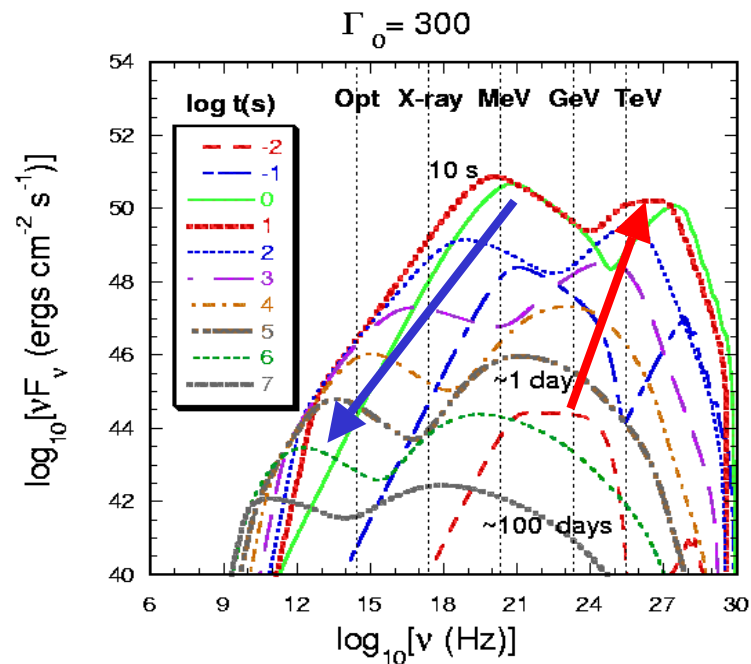 Γ₀ = 300
log₁₀[νF_ν (ergs cm⁻² s⁻¹)]
54
52
50
48
46
44
42
40
log t(s)
-2
-1
0
1
2
3
4
5
6
7
Opt X-ray MeV GeV TeV
10 s
~1 day
~100 days
6 9 12 15 18 21 24 27 30
log₁₀[ν (Hz)]